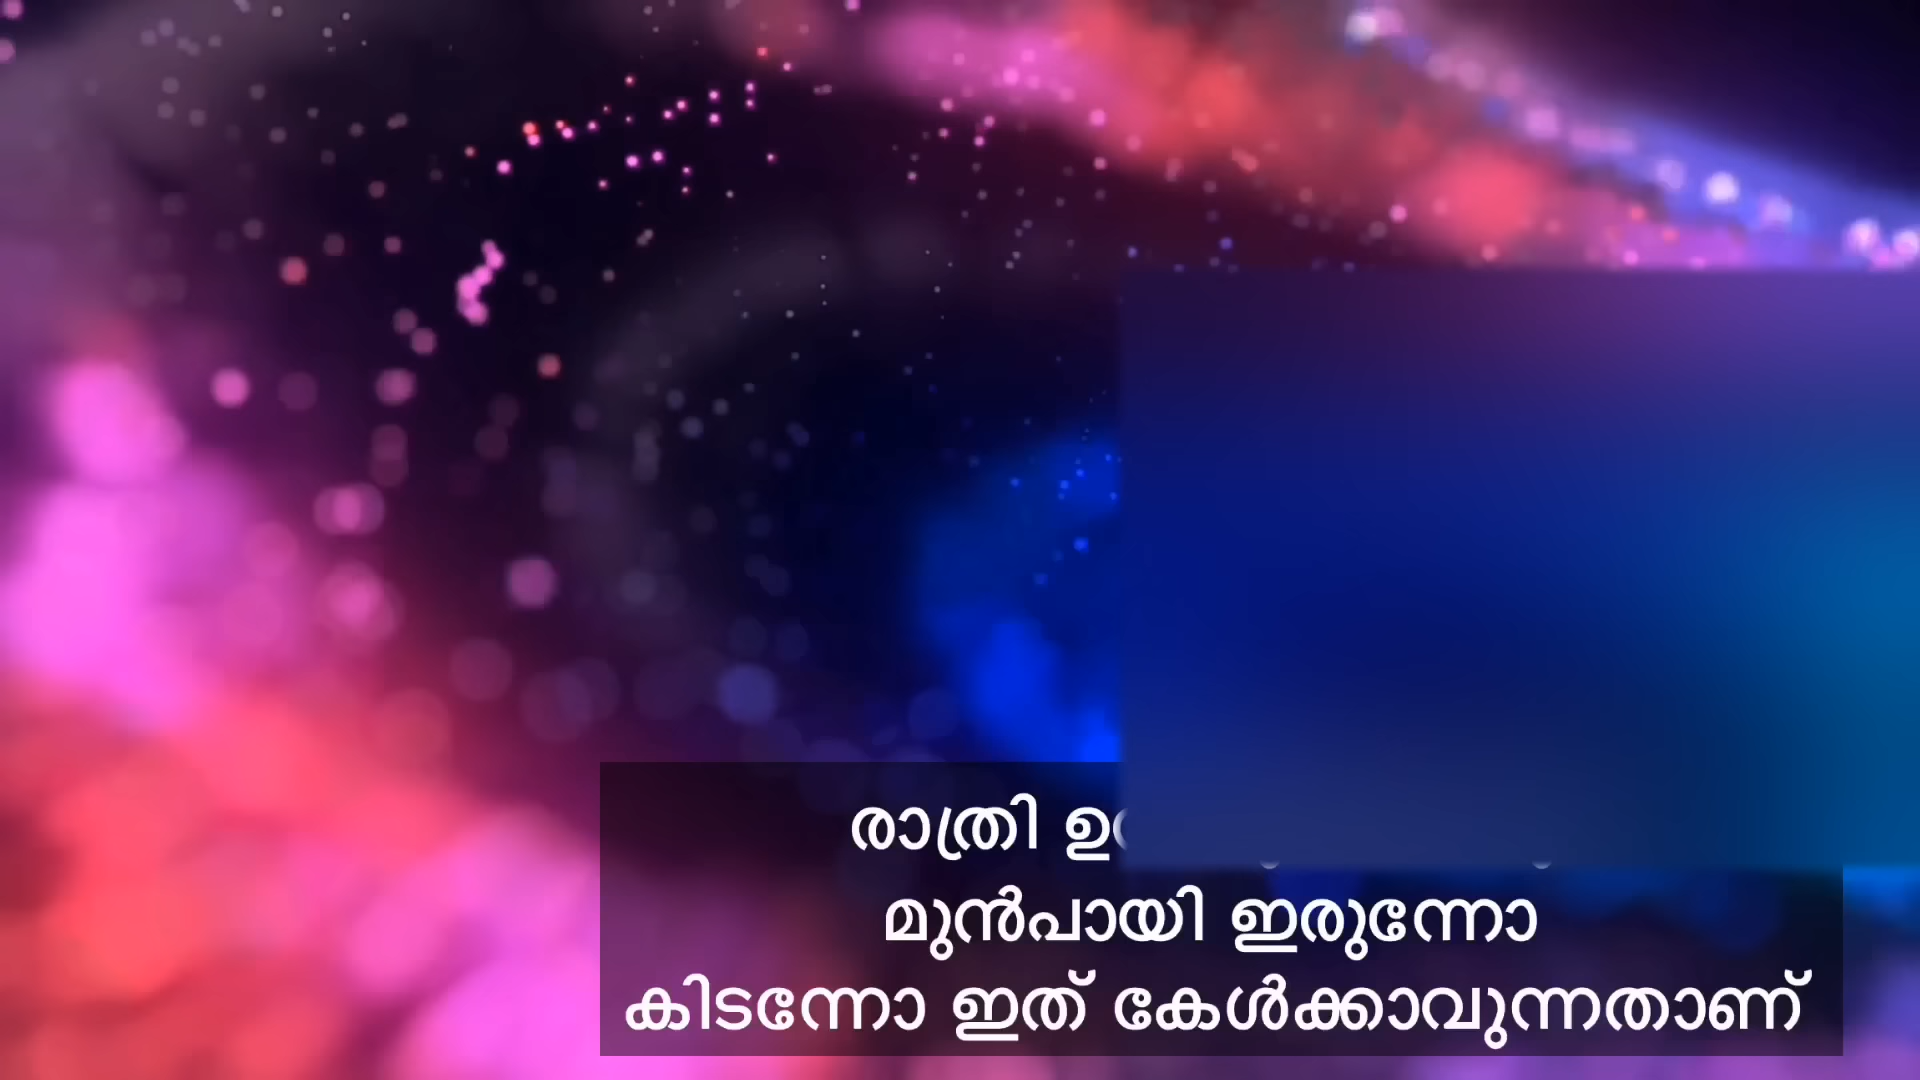 രാത്രി
മുൻപായി ഇരുന്നോ
കിടന്നോ ഇത് കേൾക്കാവുന്നതാണ്